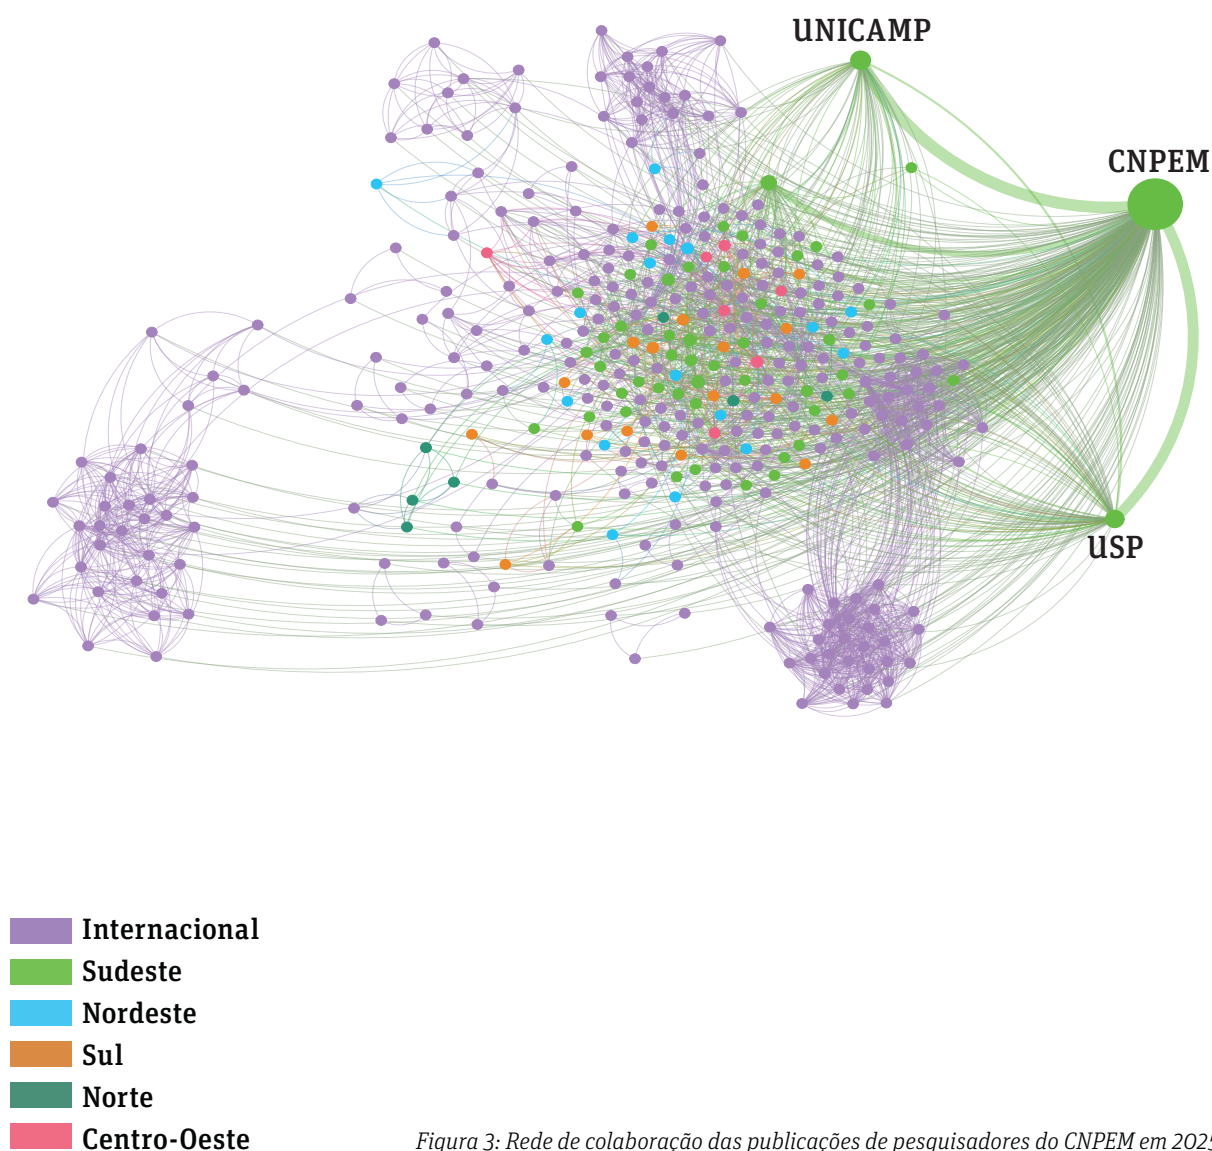 UNICAMP
CNPEM
USP
Internacional
Sudeste
Nordeste
Sul
Norte
Centro-Oeste
Figura 3: Rede de colaboração das publicações de pesquisadores do CNPEM em 2025